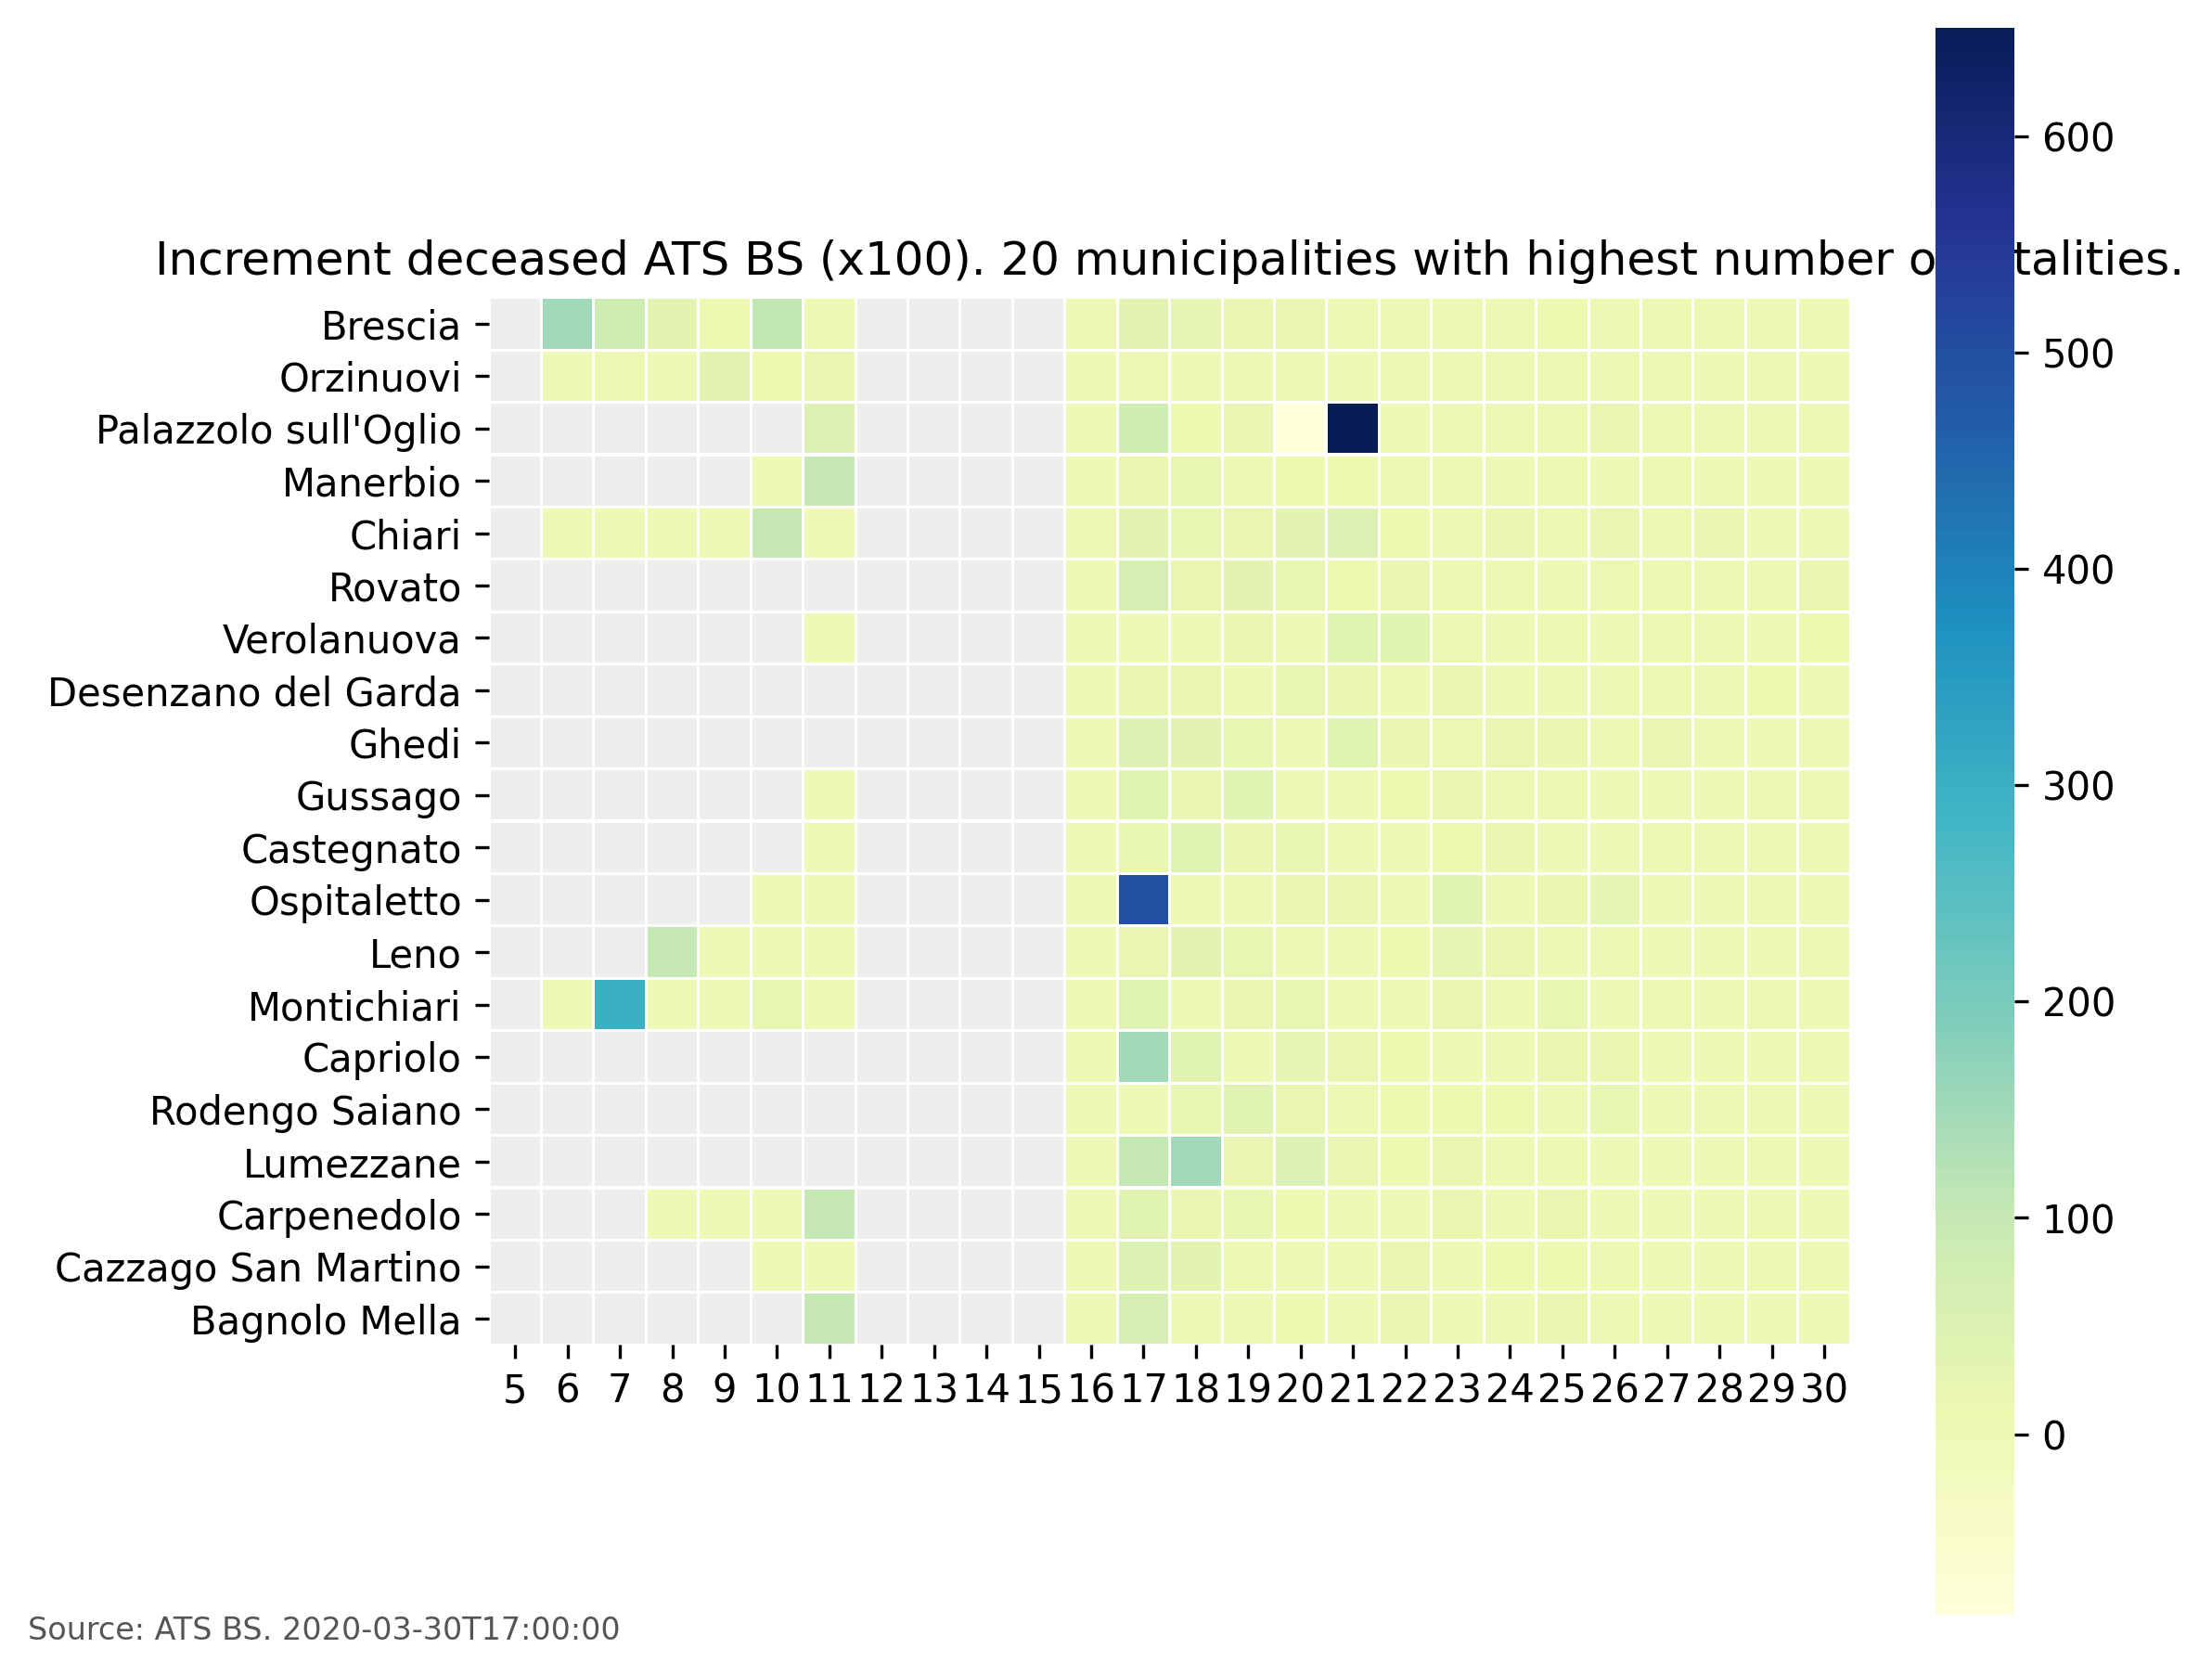 Increment deceased ATS BS (x100). 20 municipalities with highest number o talities.
600
500
400
300
200
100
0
Brescia
Orzinuovi
Palazzolo sull'Oglio
Manerbio
Chiari
Rovato
Verolanuova
Desenzano del Garda
Ghedi
Gussago
Castegnato
Ospitaletto
Leno
Montichiari
Capriolo
Rodengo Saiano
Lumezzane
Carpenedolo
Cazzago San Martino
Bagnolo Mella
5 6 7 8 9 10 11 12 13 14 15 16 17 18 19 20 21 22 23 24 25 26 27 28 29 30
Source: ATS BS. 2020-03-30T17:00:00